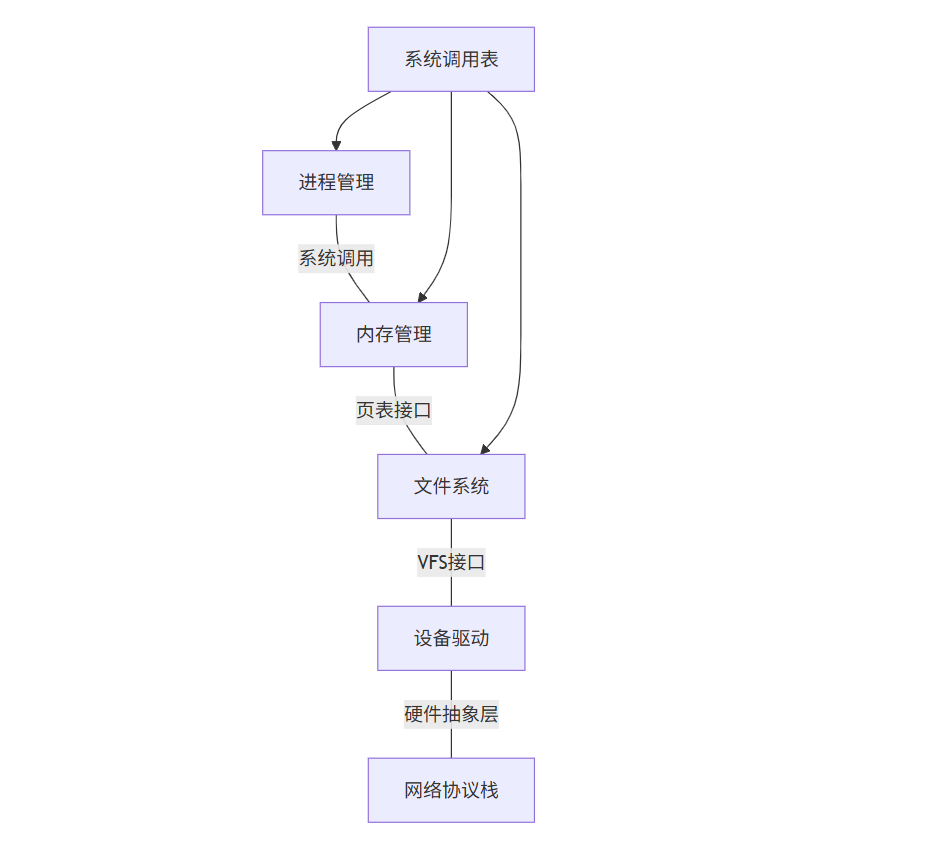 系统调用表
进程管理
系统调用
内存管理
页表接口
文件系统
VFS接口
设备驱动
硬件抽象层
网络协议栈